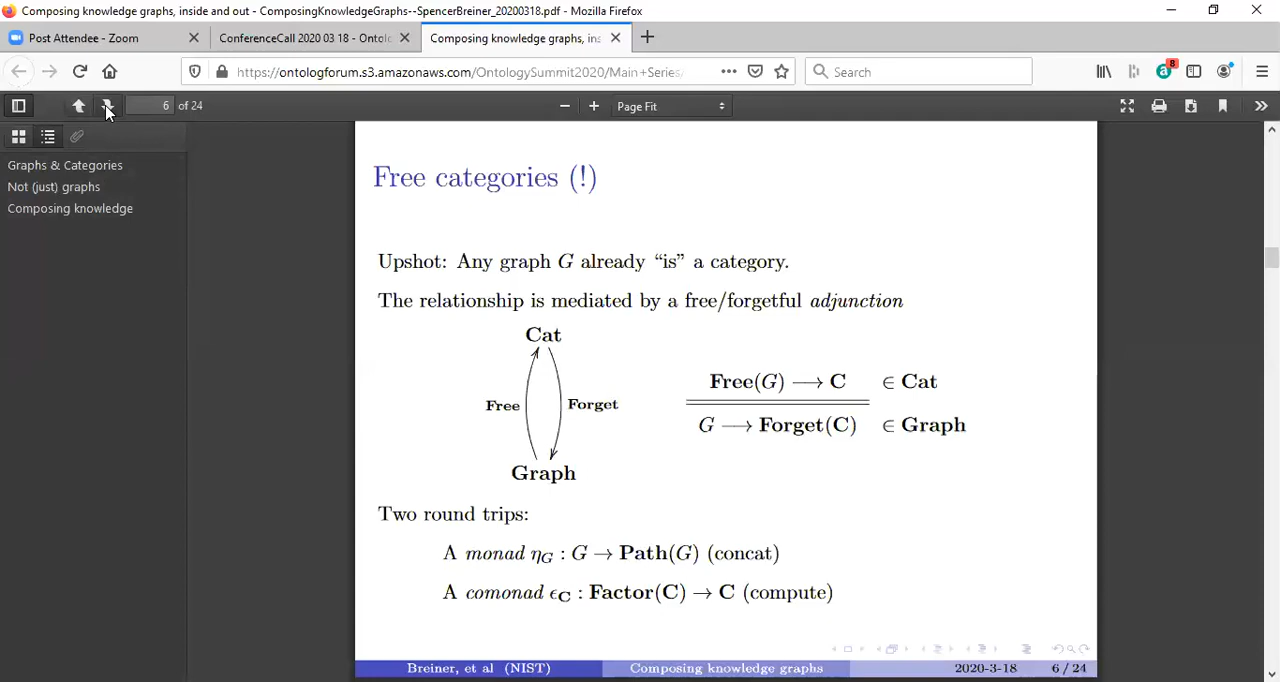 Composing knowledge graphs, inside and out - ComposingKnowledgeGraphs--SpencerBreiner_20200318.pdf - Mozilla Firefox
Post Attendee - Zoom
ConferenceCall 2020 03 18 - Ontolo
Composing knowledge graphs, ins
https://ontologforum.s3.amazonaws.com/OntologySummit2020/Main+Series/
Search
8
6 of 24
Page Fit
Graphs & Categories
Not (just) graphs
Composing knowledge
Free categories (!)
Upshot: Any graph G already “is” a category.
The relationship is mediated by a free/forgetful adjunction
Cat
Free
Forget
Graph
Free(G) ⟶ C ∈ Cat
G ⟶ Forget(C) ∈ Graph
Two round trips:
A monad η_G : G → Path(G) (concat)
A comonad ϵ_C : Factor(C) → C (compute)
Breiner, et al (NIST) Composing knowledge graphs 2020-3-18 6 / 24